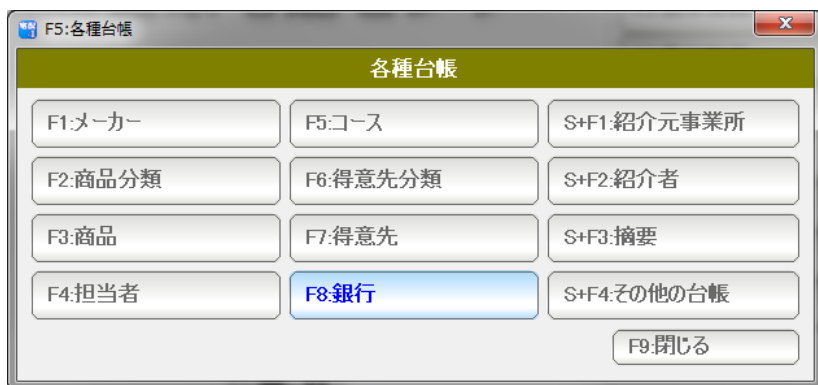 F5:各種台帳
各種台帳
F1:メーカー
F5:コース
S+F1:紹介元事業所
F2:商品分類
F6:得意先分類
S+F2:紹介者
F3:商品
F7:得意先
S+F3:摘要
F4:担当者
F8:銀行
S+F4:その他の台帳
F9:閉じる